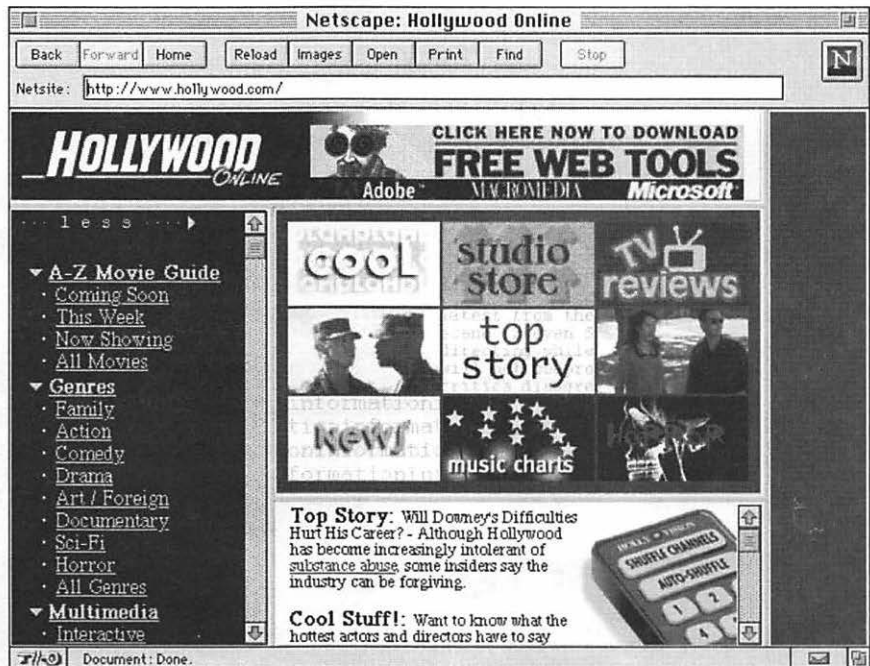 Netscape: Hollywood Online
Back Forward Home Reload Images Open Print Find Stop
N
Netsite: http://www.hollywood.com/
HOLLYWOOD
ONLINE
CLICK HERE NOW TO DOWNLOAD
FREE WEB TOOLS
Adobe™ MACROMEDIA Microsoft®
less
A-Z Movie Guide
· Coming Soon
· This Week
· Now Showing
· All Movies
Genres
· Family
· Action
· Comedy
· Drama
· Art / Foreign
· Documentary
· Sci-Fi
· Horror
· All Genres
Multimedia
· Interactive
COOL
studio
store
TV
reviews
top
story
NEWS
music charts
HORROR
Top Story: Will Downey's Difficulties
Hurt His Career? - Although Hollywood
has become increasingly intolerant of
substance abuse, some insiders say the
industry can be forgiving.
Cool Stuff!: Want to know what the
hottest actors and directors have to say
SHUFFLE CHANNELS
AUTO-SHUFFLE
1 2
4
Document: Done.